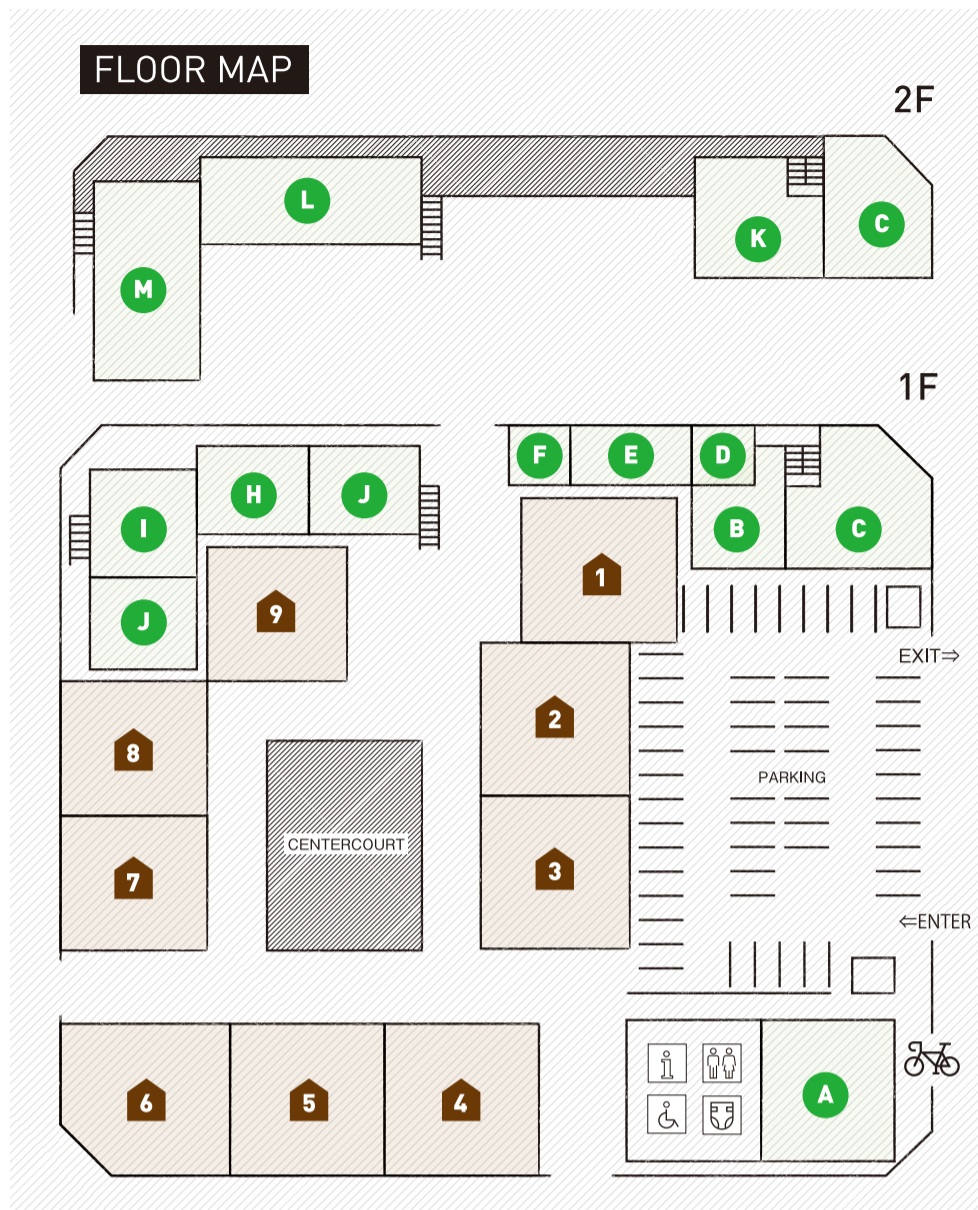 FLOOR MAP
2F
L
C
K
M
1F
F
E
D
H
J
I
B
C
1
9
J
EXIT⇒
2
8
PARKING
CENTERCOURT
3
7
⇐ENTER
i
6
5
4
A